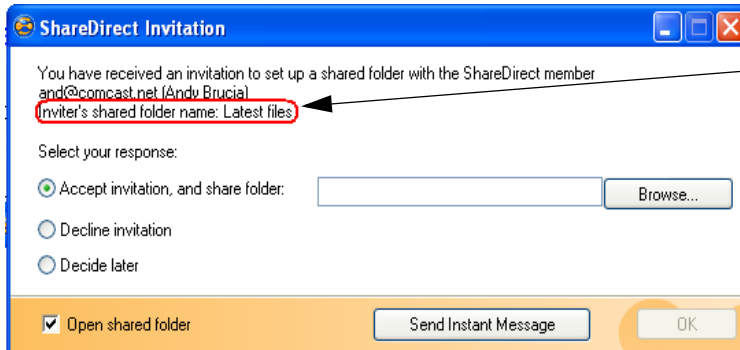 ShareDirect Invitation
You have received an invitation to set up a shared folder with the ShareDirect member
and@comcast.net (Andy Brucia)
Inviter's shared folder name: Latest files
Select your response:
Accept invitation, and share folder:
Browse...
Decline invitation
Decide later
Open shared folder
Send Instant Message
OK